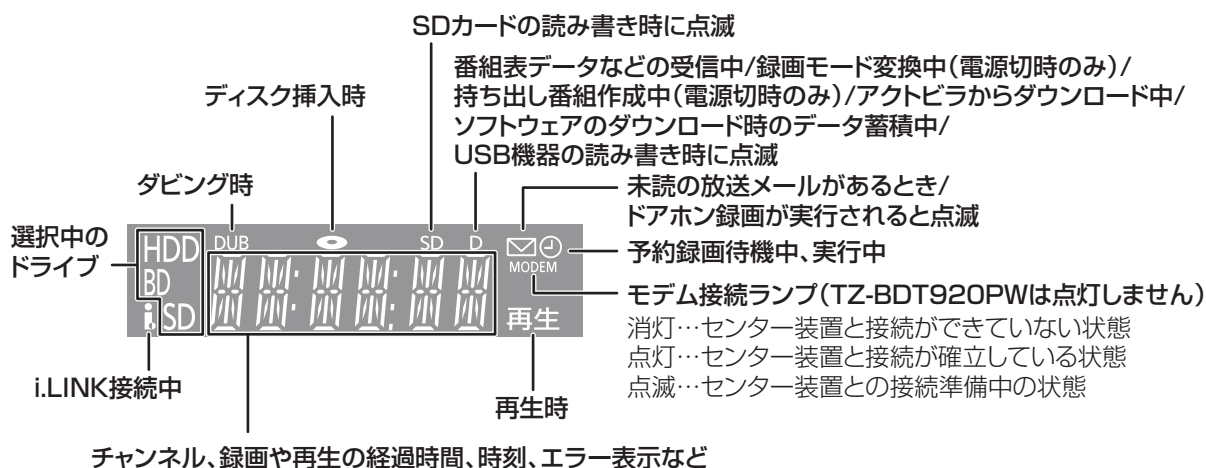 SDカードの読み書き時に点滅
番組表データなどの受信中/録画モード変換中(電源切時のみ)/
持ち出し番組作成中(電源切時のみ)/アクトビラからダウンロード中/
ソフトウェアのダウンロード時のデータ蓄積中/
USB機器の読み書き時に点滅
ディスク挿入時
ダビング時
未読の放送メールがあるとき/
ドアホン録画が実行されると点滅
選択中の
ドライブ
HDD
DUB
SD
D
予約録画待機中、実行中
BD
MODEM
モデム接続ランプ(TZ-BDT920PWは点灯しません)
i
SD
再生
消灯…センター装置と接続ができていない状態
点灯…センター装置と接続が確立している状態
点滅…センター装置との接続準備中の状態
i.LINK接続中
再生時
チャンネル、録画や再生の経過時間、時刻、エラー表示など